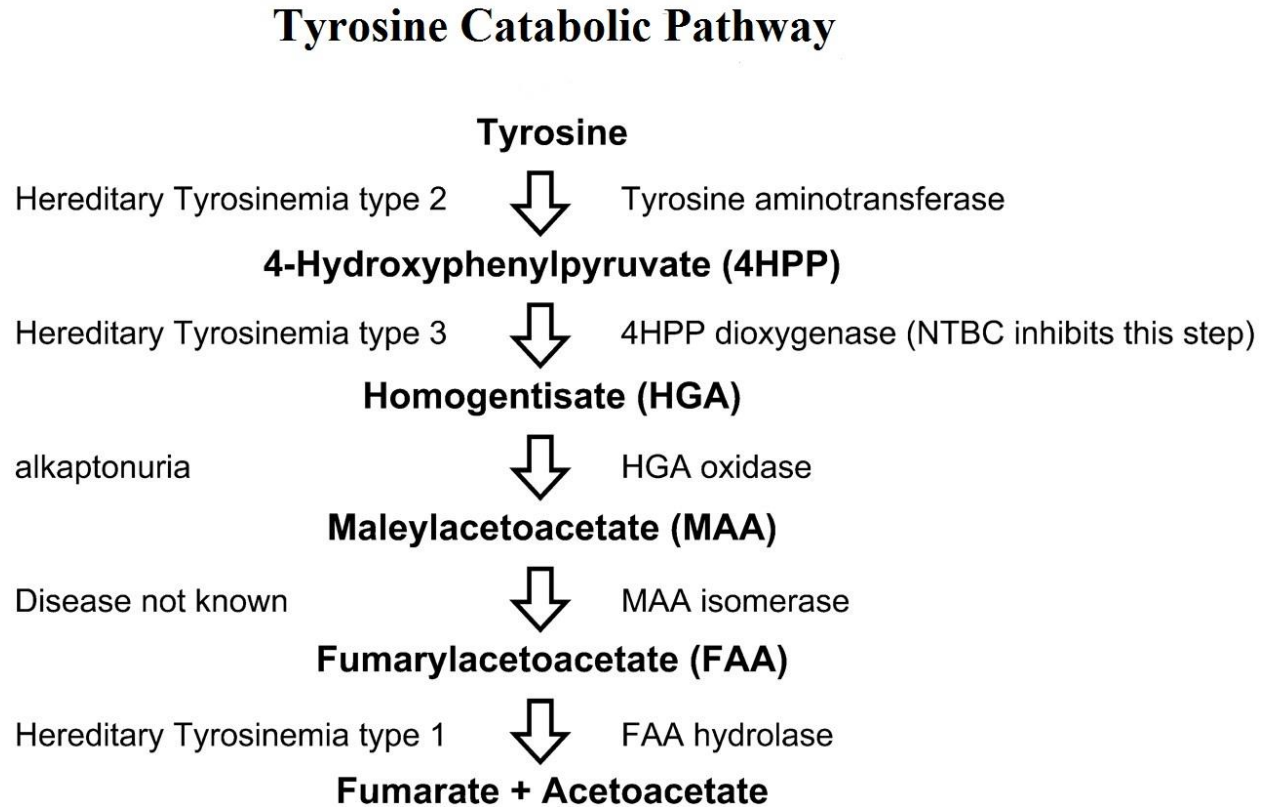 Tyrosine Catabolic Pathway
Tyrosine
Hereditary Tyrosinemia type 2 Tyrosine aminotransferase
4-Hydroxyphenylpyruvate (4HPP)
Hereditary Tyrosinemia type 3 4HPP dioxygenase (NTBC inhibits this step)
Homogentisate (HGA)
alkaptonuria HGA oxidase
Maleylacetoacetate (MAA)
Disease not known MAA isomerase
Fumarylacetoacetate (FAA)
Hereditary Tyrosinemia type 1 FAA hydrolase
Fumarate + Acetoacetate